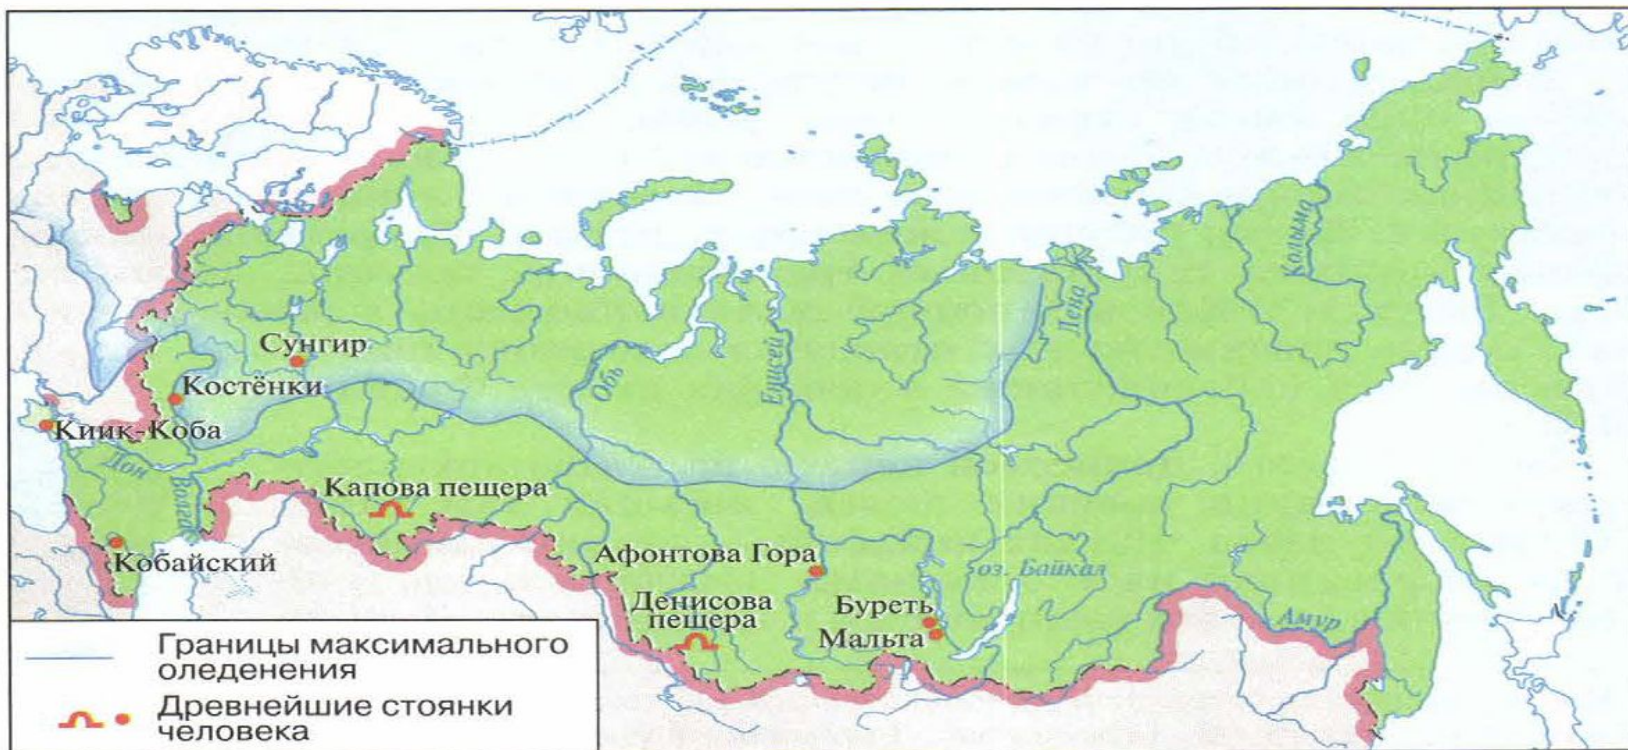 Колыма
Лена
Сунгир
Обь
Енисей
Костёнки
Киик-Коба
Дон
Волга
Капова пещера
Кобайский
Афонтова Гора
оз. Байкал
Денисова
пещера
Буреть
Мальта
Амур
Границы максимального
оледенения
Древнейшие стоянки
человека